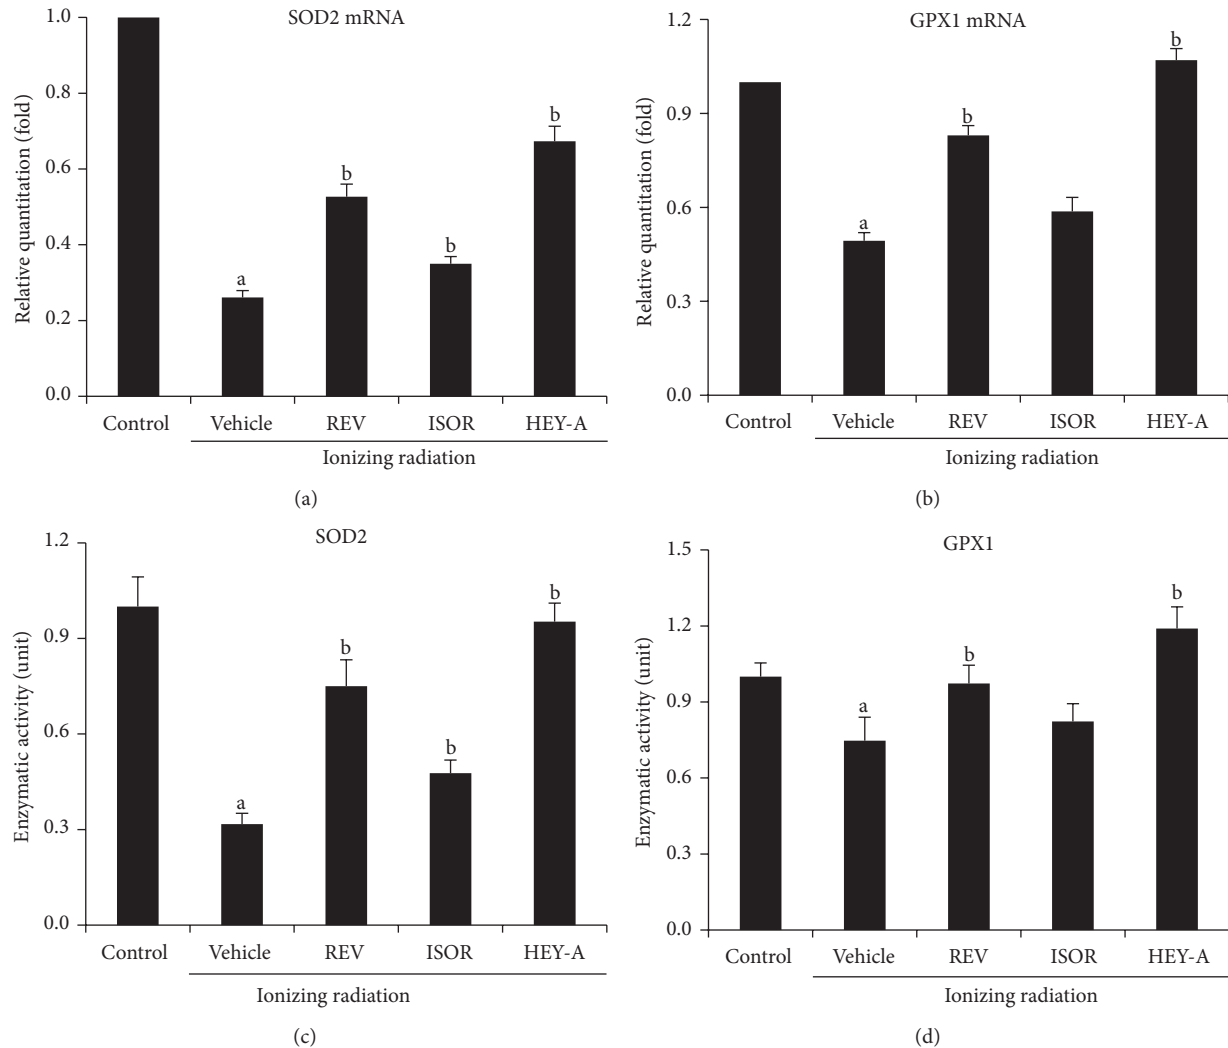 SOD2 mRNA
Relative quantitation (fold)
1.0
0.8
0.6
0.4
0.2
0.0
a
b
b
b
Control Vehicle REV ISOR HEY-A
Ionizing radiation
(a)
GPX1 mRNA
Relative quantitation (fold)
1.2
0.9
0.6
0.3
0.0
a
b
b
Control Vehicle REV ISOR HEY-A
Ionizing radiation
(b)
SOD2
Enzymatic activity (unit)
1.2
0.9
0.6
0.3
0.0
a
b
b
b
Control Vehicle REV ISOR HEY-A
Ionizing radiation
(c)
GPX1
Enzymatic activity (unit)
1.5
1.2
0.9
0.6
0.3
0.0
a
b
b
Control Vehicle REV ISOR HEY-A
Ionizing radiation
(d)